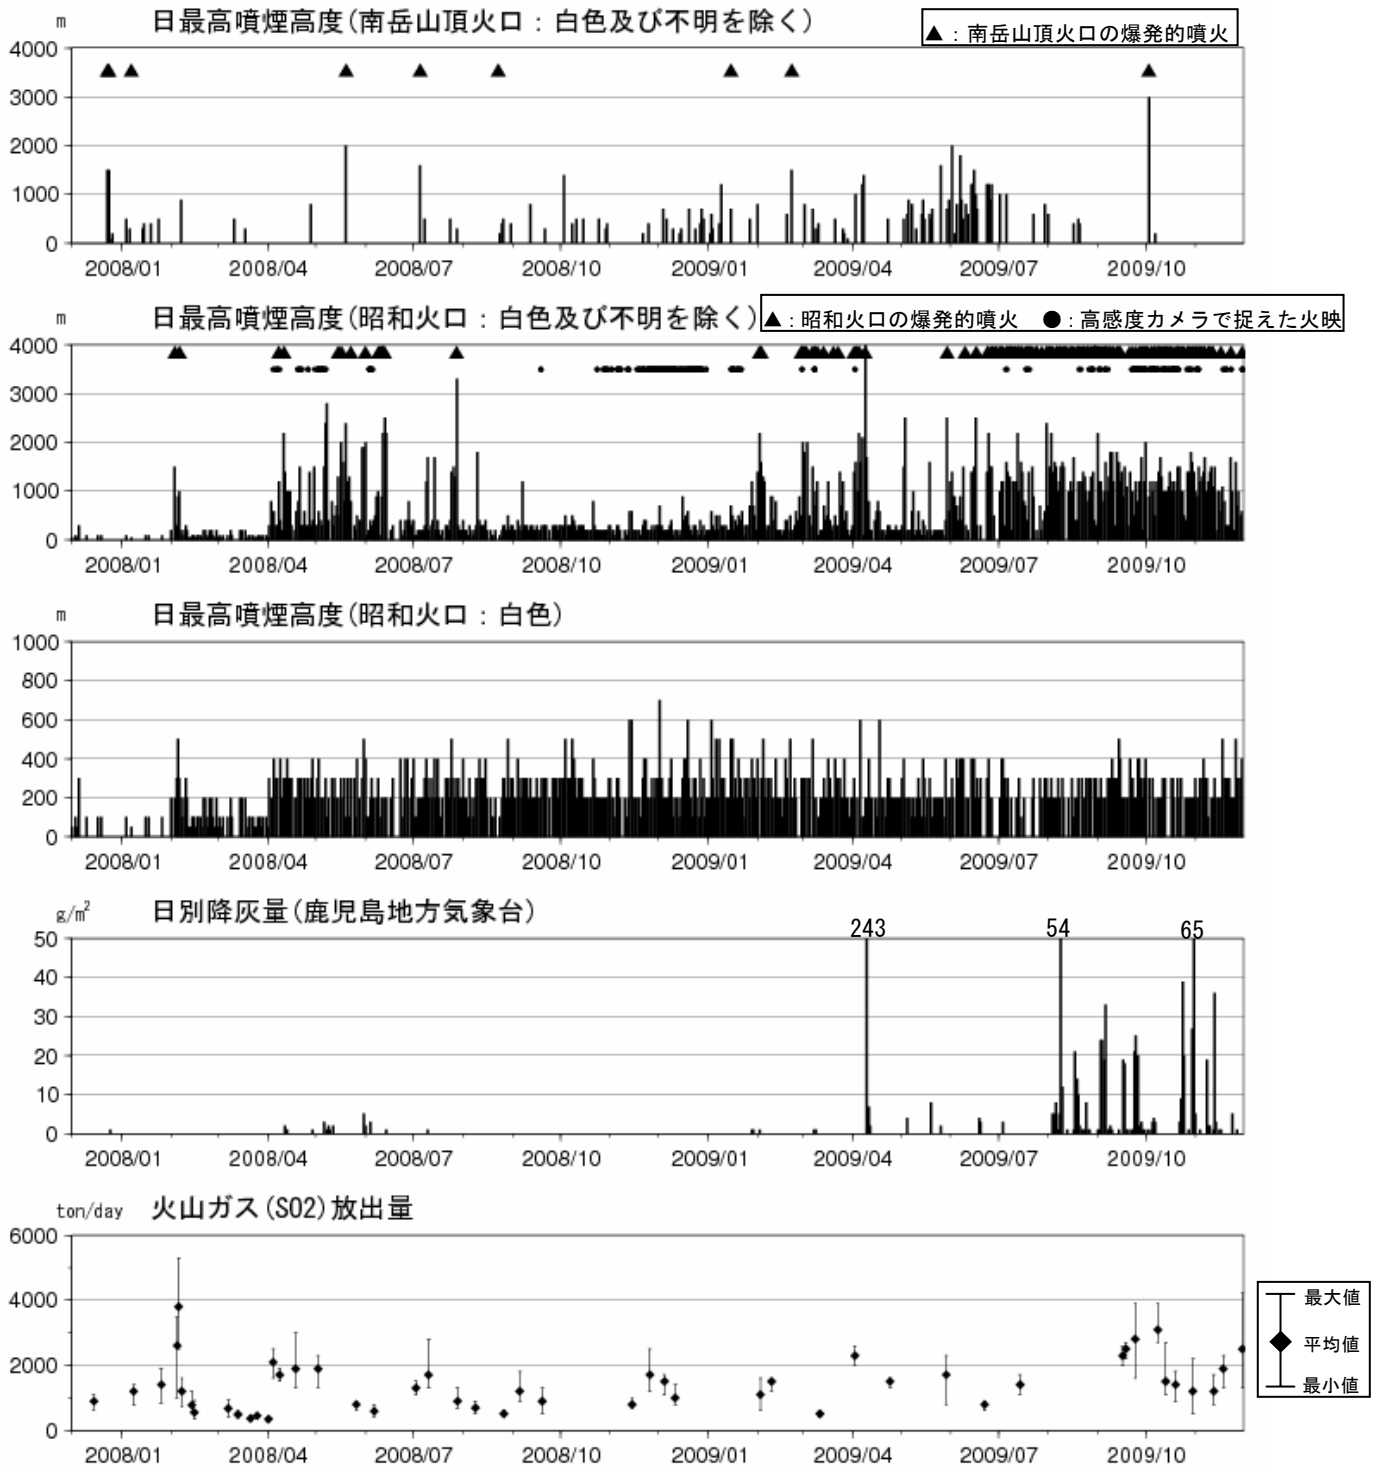 m 日最高噴煙高度(南岳山頂火口：白色及び不明を除く)
▲：南岳山頂火口の爆発的噴火
4000
3000
2000
1000
0
2008/01 2008/04 2008/07 2008/10 2009/01 2009/04 2009/07 2009/10
m 日最高噴煙高度(昭和火口：白色及び不明を除く)
▲：昭和火口の爆発的噴火 ●：高感度カメラで捉えた火映
4000
3000
2000
1000
0
2008/01 2008/04 2008/07 2008/10 2009/01 2009/04 2009/07 2009/10
m 日最高噴煙高度(昭和火口：白色)
1000
800
600
400
200
0
2008/01 2008/04 2008/07 2008/10 2009/01 2009/04 2009/07 2009/10
g/m² 日別降灰量(鹿児島地方気象台)
243 54 65
50
40
30
20
10
0
2008/01 2008/04 2008/07 2008/10 2009/01 2009/04 2009/07 2009/10
ton/day 火山ガス(SO2)放出量
6000
4000
2000
0
2008/01 2008/04 2008/07 2008/10 2009/01 2009/04 2009/07 2009/10
最大値
平均値
最小値